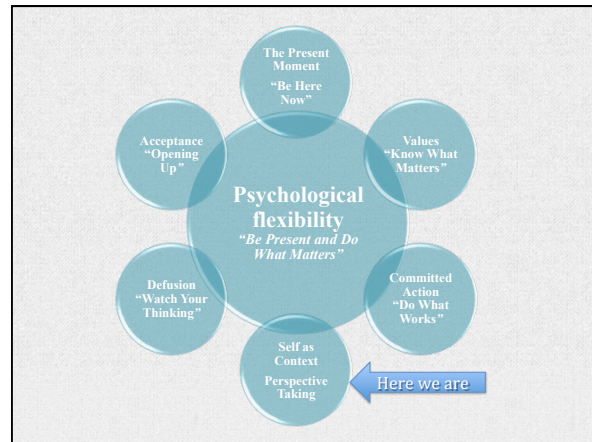 The Present
Moment
“Be Here
Now”
Acceptance
“Opening
Up”
Values
“Know What
Matters”
Psychological
flexibility
“Be Present and Do
What Matters”
Defusion
“Watch Your
Thinking”
Committed
Action
“Do What
Works”
Self as
Context
Perspective
Taking
Here we are